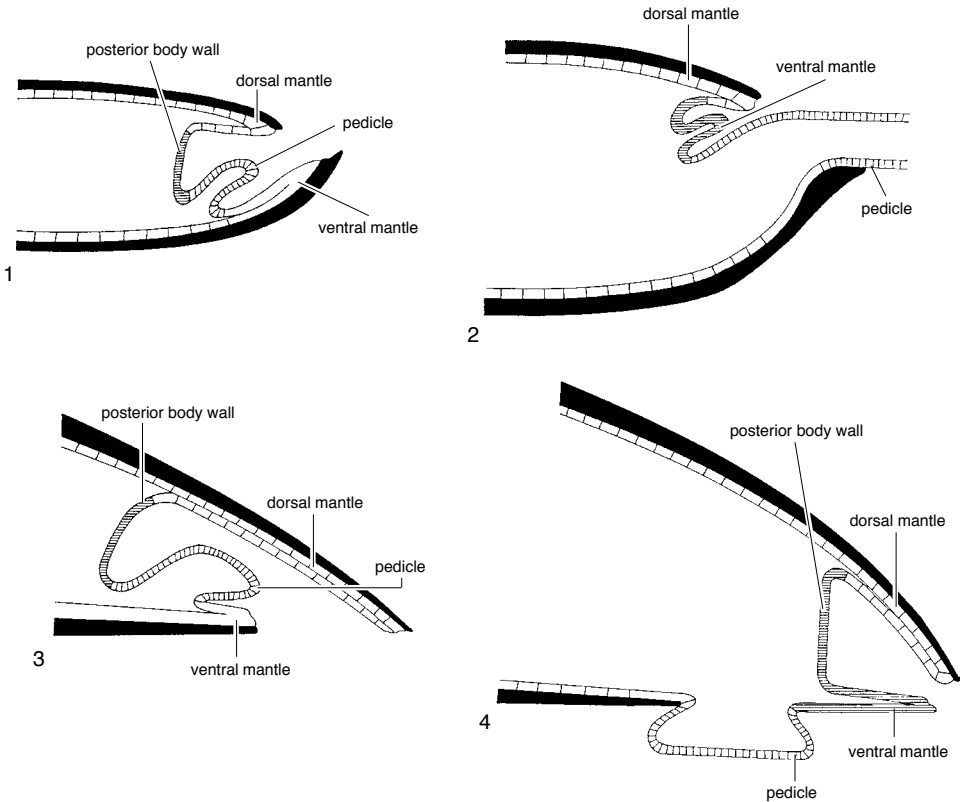 posterior body wall
dorsal mantle
pedicle
ventral mantle
1
dorsal mantle
ventral mantle
pedicle
2
posterior body wall
dorsal mantle
pedicle
ventral mantle
3
posterior body wall
dorsal mantle
ventral mantle
pedicle
4